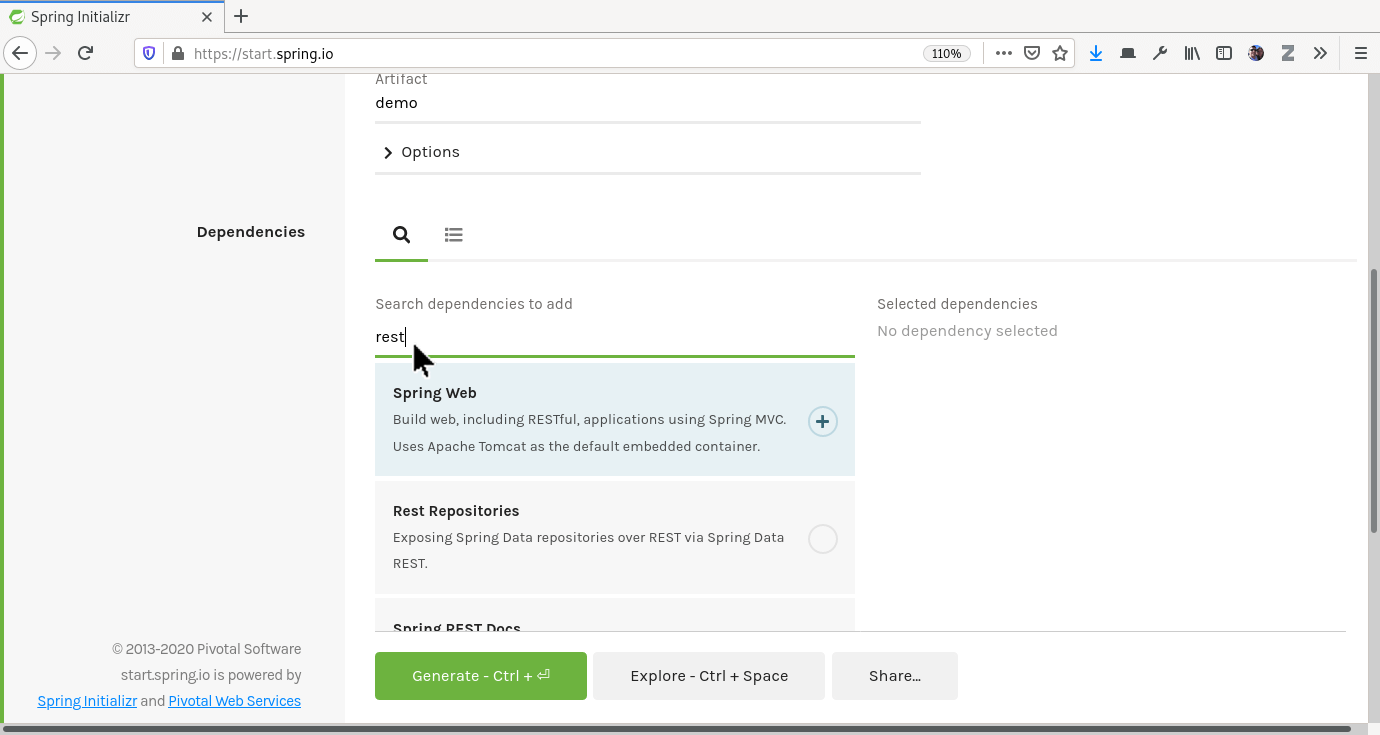 Spring Initializr
https://start.spring.io
110%
Artifact
demo
Options
Dependencies
Search dependencies to add
rest
Spring Web
Build web, including RESTful, applications using Spring MVC.
Uses Apache Tomcat as the default embedded container.
Rest Repositories
Exposing Spring Data repositories over REST via Spring Data
REST.
Spring REST Docs
Selected dependencies
No dependency selected
© 2013-2020 Pivotal Software
start.spring.io is powered by
Spring Initializr and Pivotal Web Services
Generate - Ctrl + ⏎
Explore - Ctrl + Space
Share...